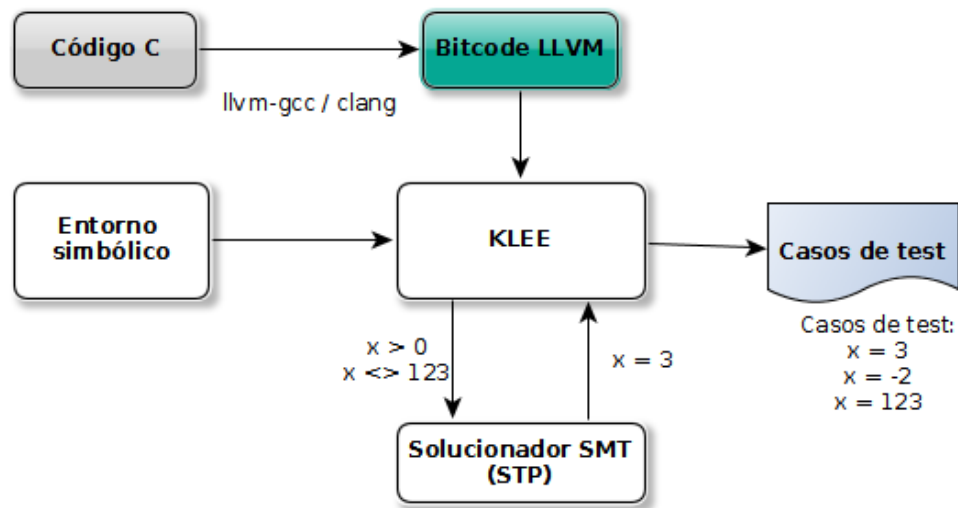 Código C
Bitcode LLVM
llvm-gcc / clang
Entorno
simbólico
KLEE
Casos de test
Casos de test:
x = 3
x = -2
x = 123
x > 0
x <> 123
x = 3
Solucionador SMT
(STP)